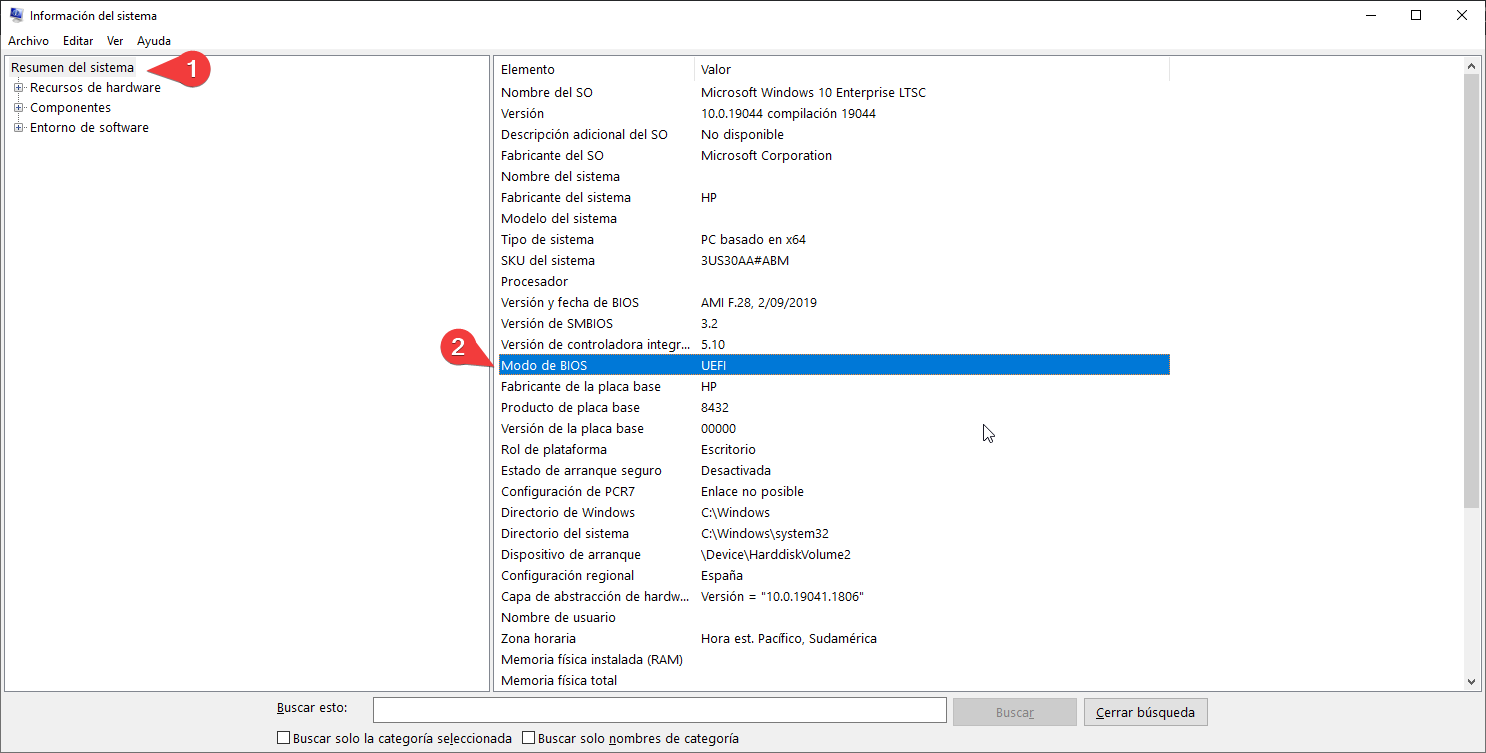 Información del sistema
Archivo Editar Ver Ayuda
Resumen del sistema
1
Recursos de hardware
Componentes
Entorno de software
Elemento Valor
Nombre del SO Microsoft Windows 10 Enterprise LTSC
Versión 10.0.19044 compilación 19044
Descripción adicional del SO No disponible
Fabricante del SO Microsoft Corporation
Nombre del sistema
Fabricante del sistema HP
Modelo del sistema
Tipo de sistema PC basado en x64
SKU del sistema 3US30AA#ABM
Procesador
Versión y fecha de BIOS AMI F.28, 2/09/2019
Versión de SMBIOS 3.2
Versión de controladora integr... 5.10
2
Modo de BIOS UEFI
Fabricante de la placa base HP
Producto de placa base 8432
Versión de la placa base 00000
Rol de plataforma Escritorio
Estado de arranque seguro Desactivada
Configuración de PCR7 Enlace no posible
Directorio de Windows C:\Windows
Directorio del sistema C:\Windows\system32
Dispositivo de arranque \Device\HarddiskVolume2
Configuración regional España
Capa de abstracción de hardw... Versión = "10.0.19041.1806"
Nombre de usuario
Zona horaria Hora est. Pacífico, Sudamérica
Memoria física instalada (RAM)
Memoria física total
Buscar esto: Buscar Cerrar búsqueda
Buscar solo la categoría seleccionada Buscar solo nombres de categoría